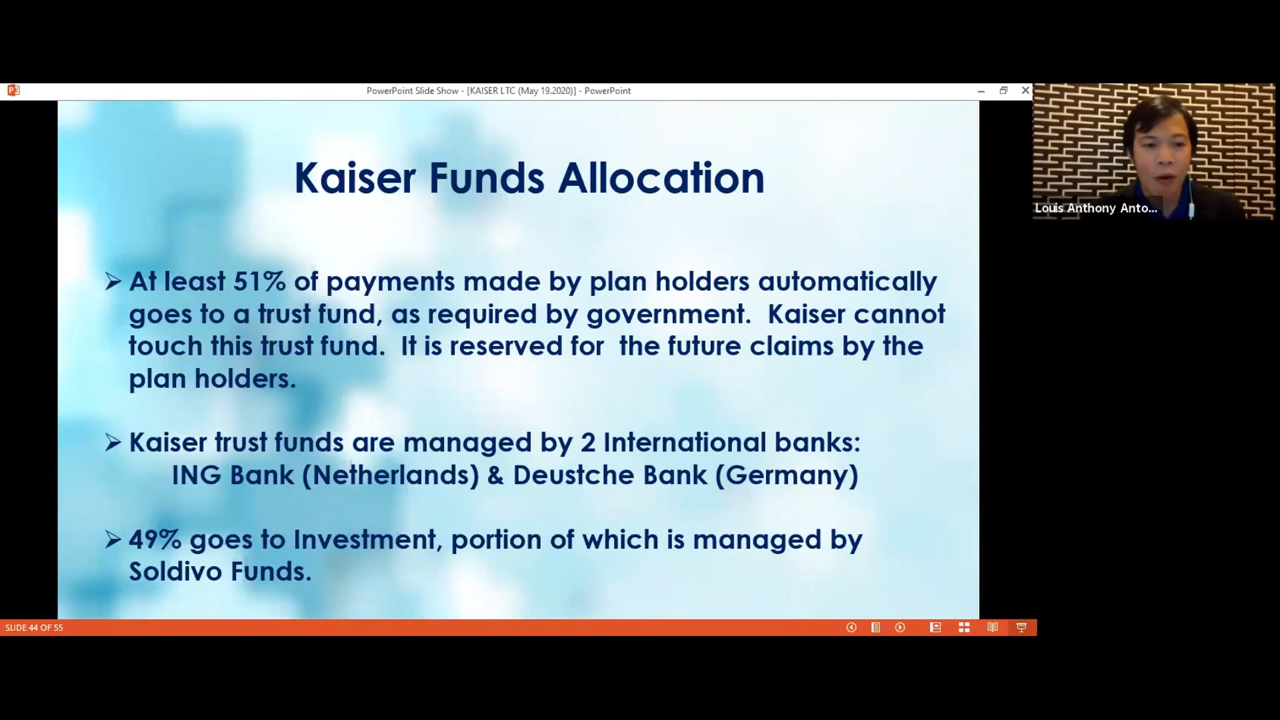 PowerPoint Slide Show - [KAISER LTC (May 19.2020)] - PowerPoint
Kaiser Funds Allocation
➢ At least 51% of payments made by plan holders automatically
goes to a trust fund, as required by government.  Kaiser cannot
touch this trust fund.  It is reserved for  the future claims by the
plan holders.
➢ Kaiser trust funds are managed by 2 International banks:
ING Bank (Netherlands) & Deustche Bank (Germany)
➢ 49% goes to Investment, portion of which is managed by
Soldivo Funds.
SLIDE 44 OF 55
Louis Anthony Anto...